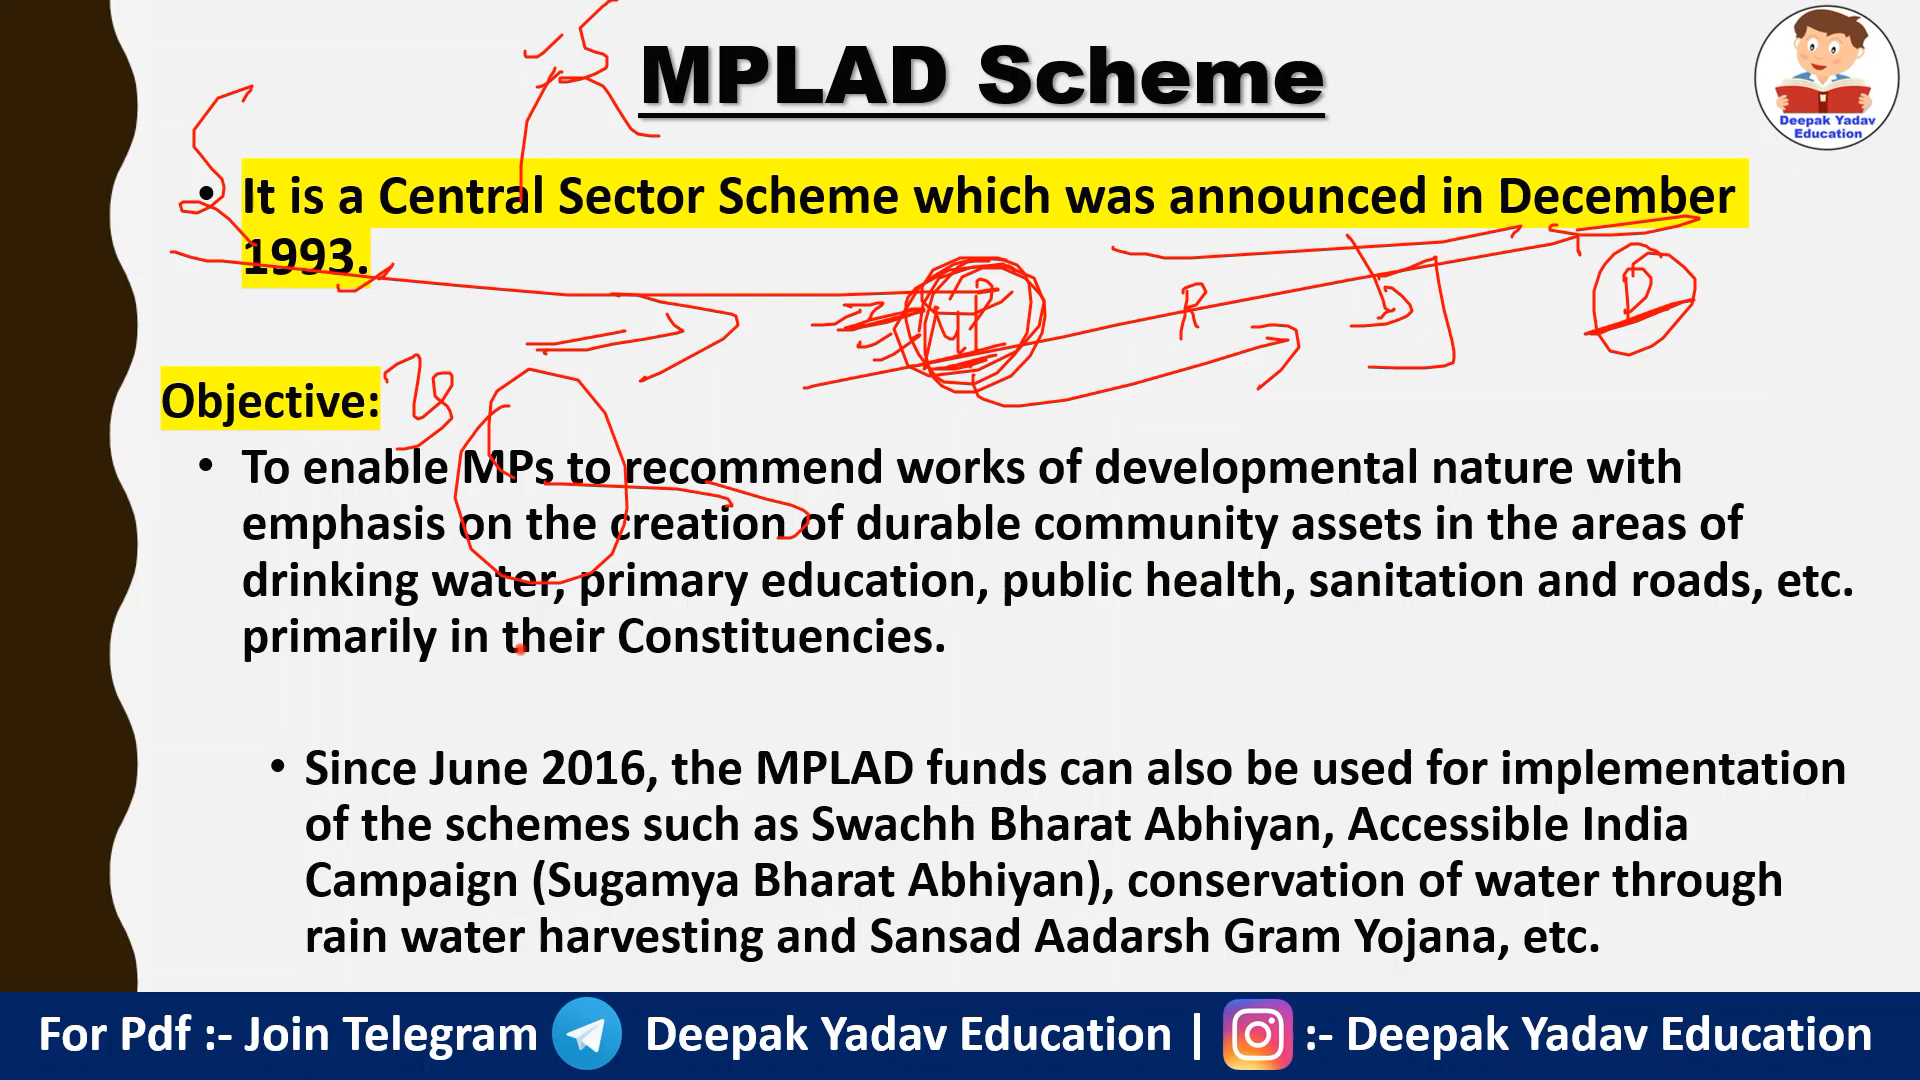 MPLAD Scheme
Deepak Yadav
Education
• It is a Central Sector Scheme which was announced in December
1993.
MP
R
D
D
Objective:
• To enable MPs to recommend works of developmental nature with
emphasis on the creation of durable community assets in the areas of
drinking water, primary education, public health, sanitation and roads, etc.
primarily in their Constituencies.
• Since June 2016, the MPLAD funds can also be used for implementation
of the schemes such as Swachh Bharat Abhiyan, Accessible India
Campaign (Sugamya Bharat Abhiyan), conservation of water through
rain water harvesting and Sansad Aadarsh Gram Yojana, etc.
For Pdf :- Join Telegram Deepak Yadav Education | :- Deepak Yadav Education